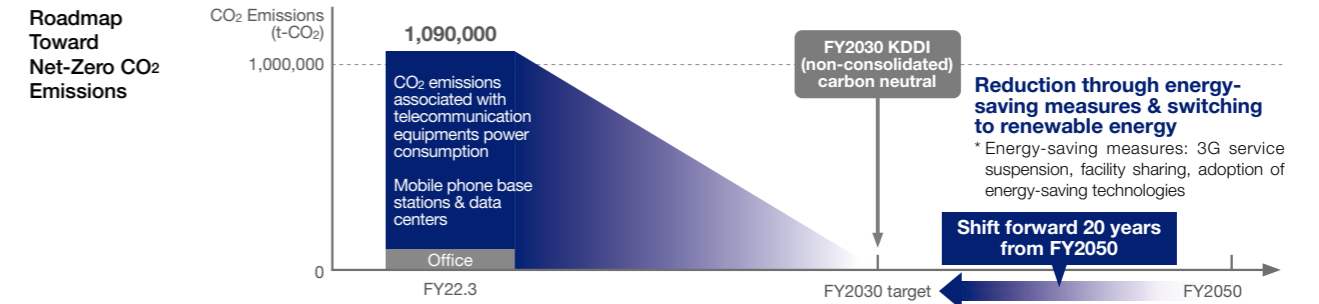 Roadmap
Toward
Net-Zero CO2
Emissions
CO2 Emissions
(t-CO2)
1,090,000
1,000,000
CO2 emissions
associated with
telecommunication
equipments power
consumption
Mobile phone base
stations & data
centers
Office
0
FY22.3
FY2030 KDDI
(non-consolidated)
carbon neutral
Reduction through energy-
saving measures & switching
to renewable energy
* Energy-saving measures: 3G service
suspension, facility sharing, adoption of
energy-saving technologies
Shift forward 20 years
from FY2050
FY2030 target
FY2050